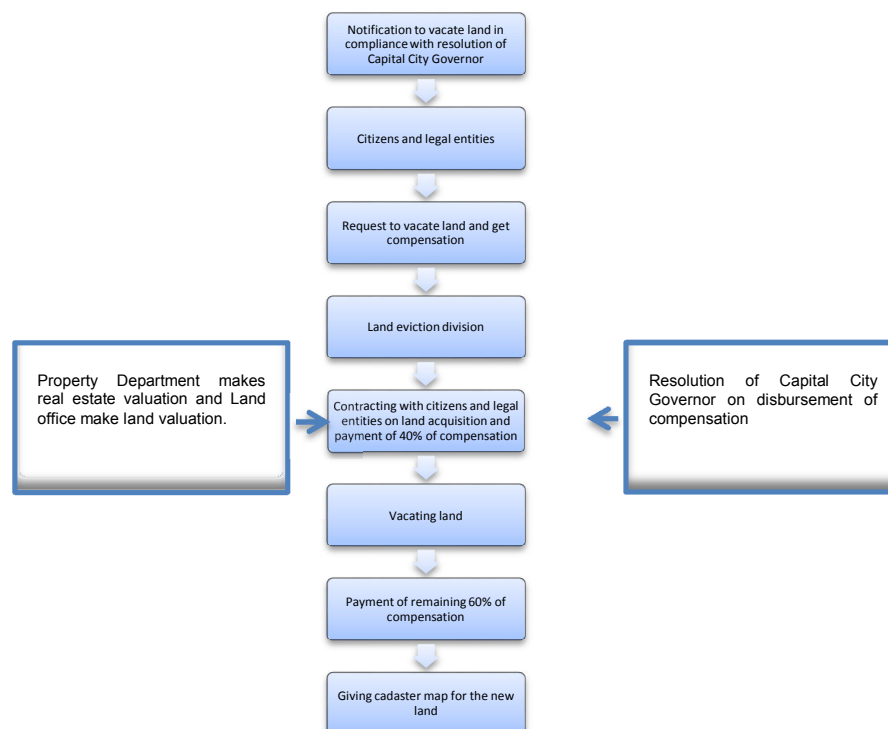 Notification to vacate land in
compliance with resolution of
Capital City Governor
Citizens and legal entities
Request to vacate land and get
compensation
Land eviction division
Property Department makes
real estate valuation and Land
office make land valuation.
Contracting with citizens and legal
entities on land acquisition and
payment of 40% of compensation
Resolution of Capital City
Governor on disbursement of
compensation
Vacating land
Payment of remaining 60% of
compensation
Giving cadaster map for the new
land